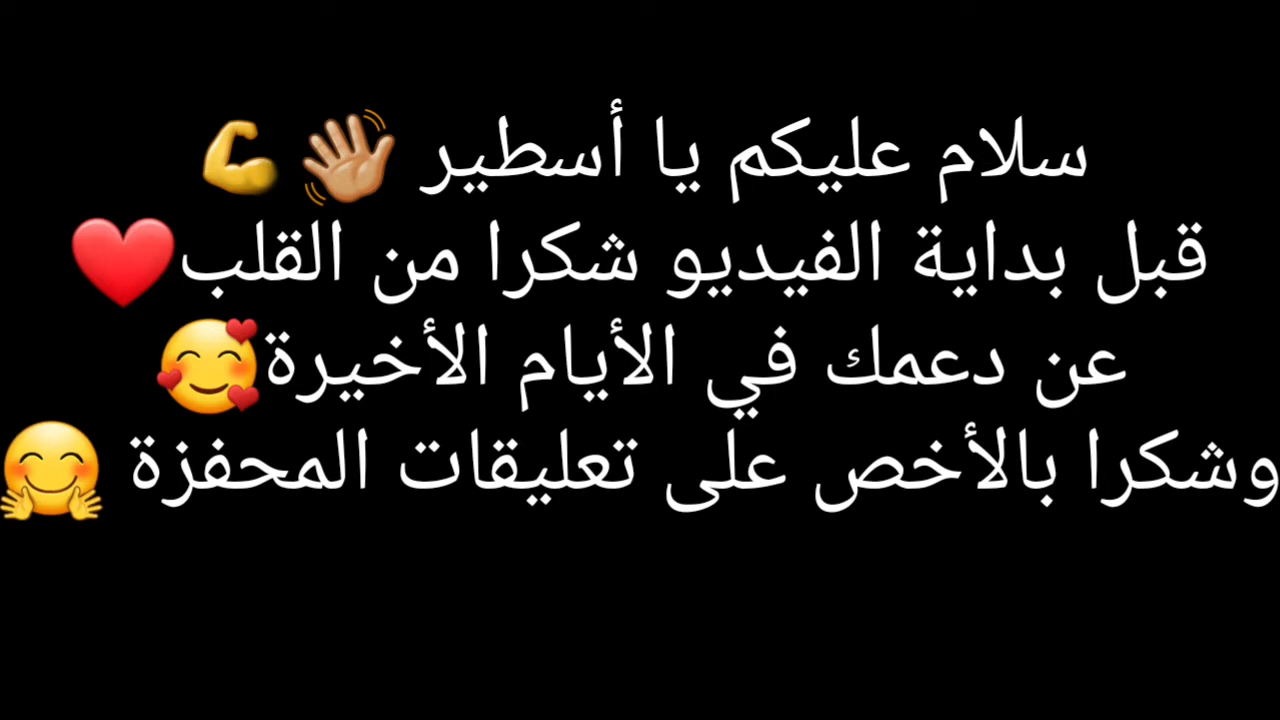 سلام عليكم يا أسطير 👋🏼 💪
قبل بداية الفيديو شكرا من القلب❤️
عن دعمك في الأيام الأخيرة🥰
وشكرا بالأخص على تعليقات المحفزة 🤗